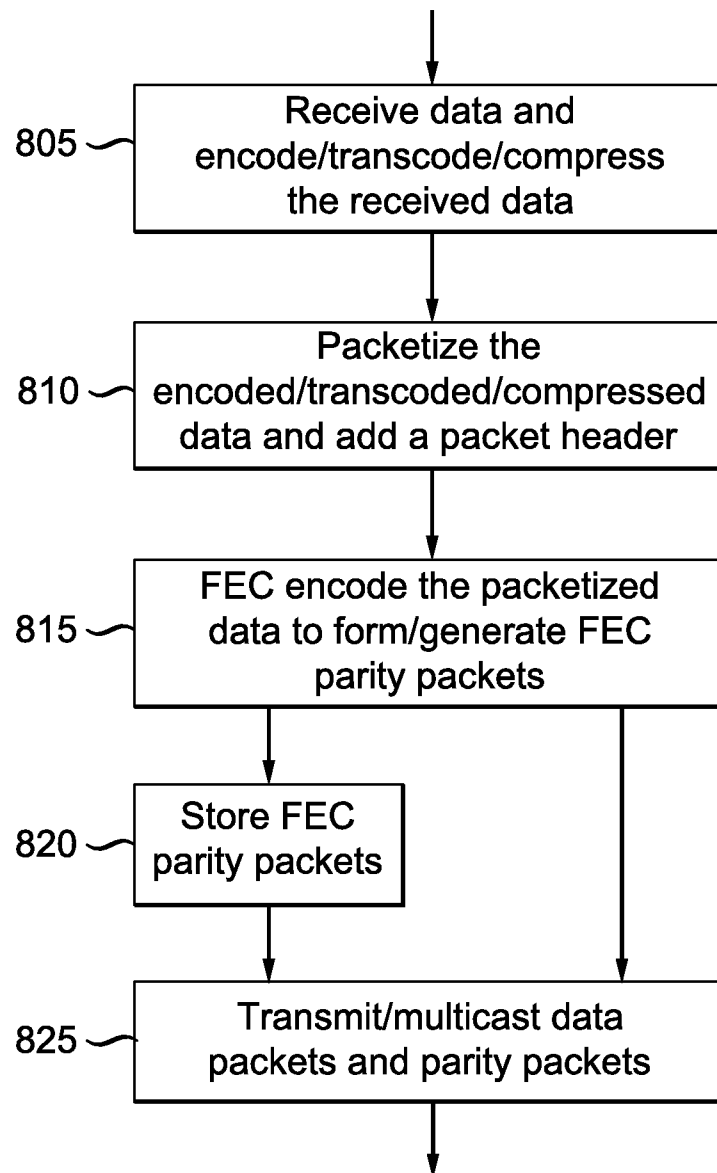 805
Receive data and
encode/transcode/compress
the received data
810
Packetize the
encoded/transcoded/compressed
data and add a packet header
815
FEC encode the packetized
data to form/generate FEC
parity packets
820
Store FEC
parity packets
825
Transmit/multicast data
packets and parity packets